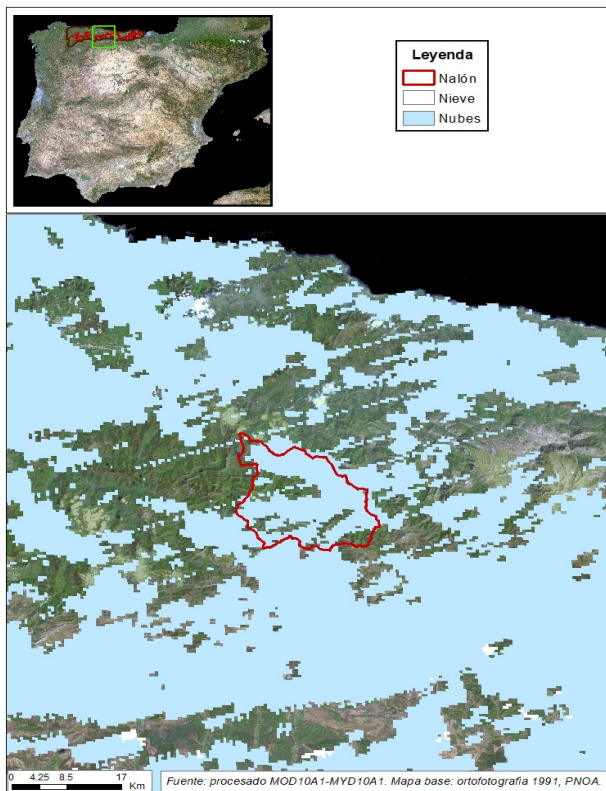 Leyenda
Nalón
Nieve
Nubes
0 4.25 8.5 17
Km
Fuente: procesado MOD10A1-MYD10A1. Mapa base: ortofotografia 1991, PNOA.